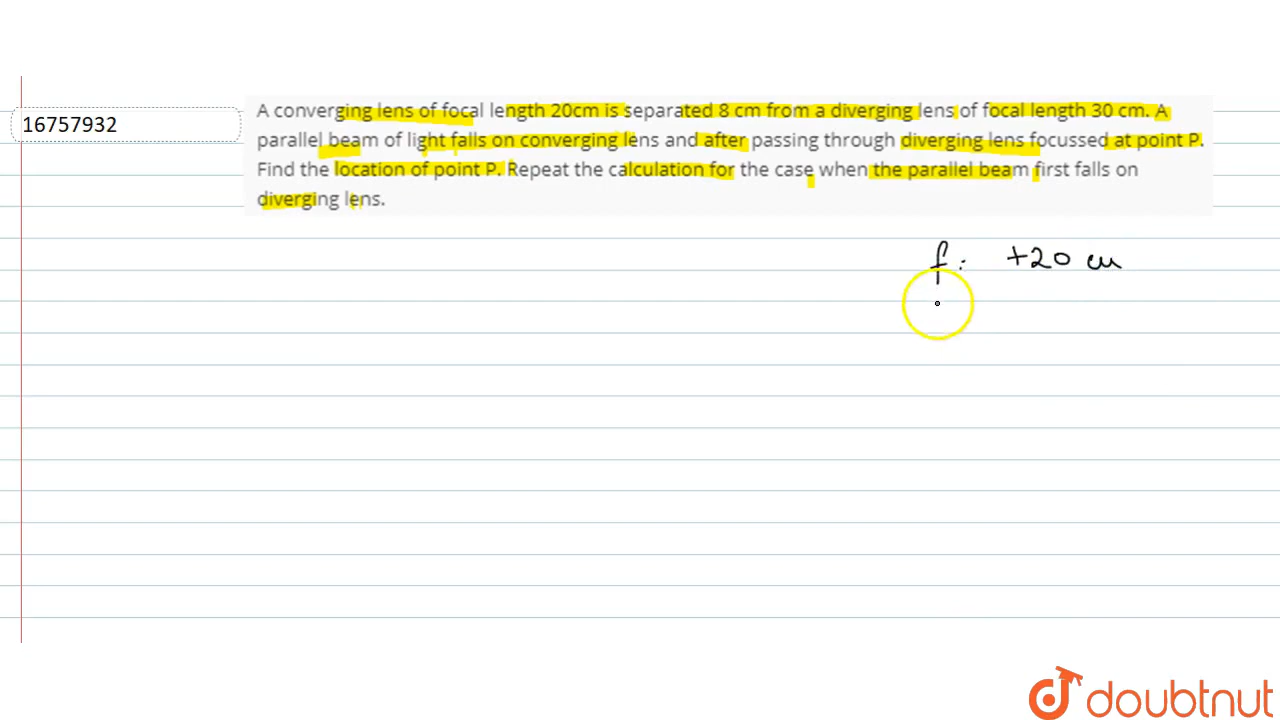 16757932
A converging lens of focal length 20cm is separated 8 cm from a diverging lens of focal length 30 cm. A
parallel beam of light falls on converging lens and after passing through diverging lens focussed at point P.
Find the location of point P. Repeat the calculation for the case when the parallel beam first falls on
diverging lens.
f: +20 cm
doubtnut